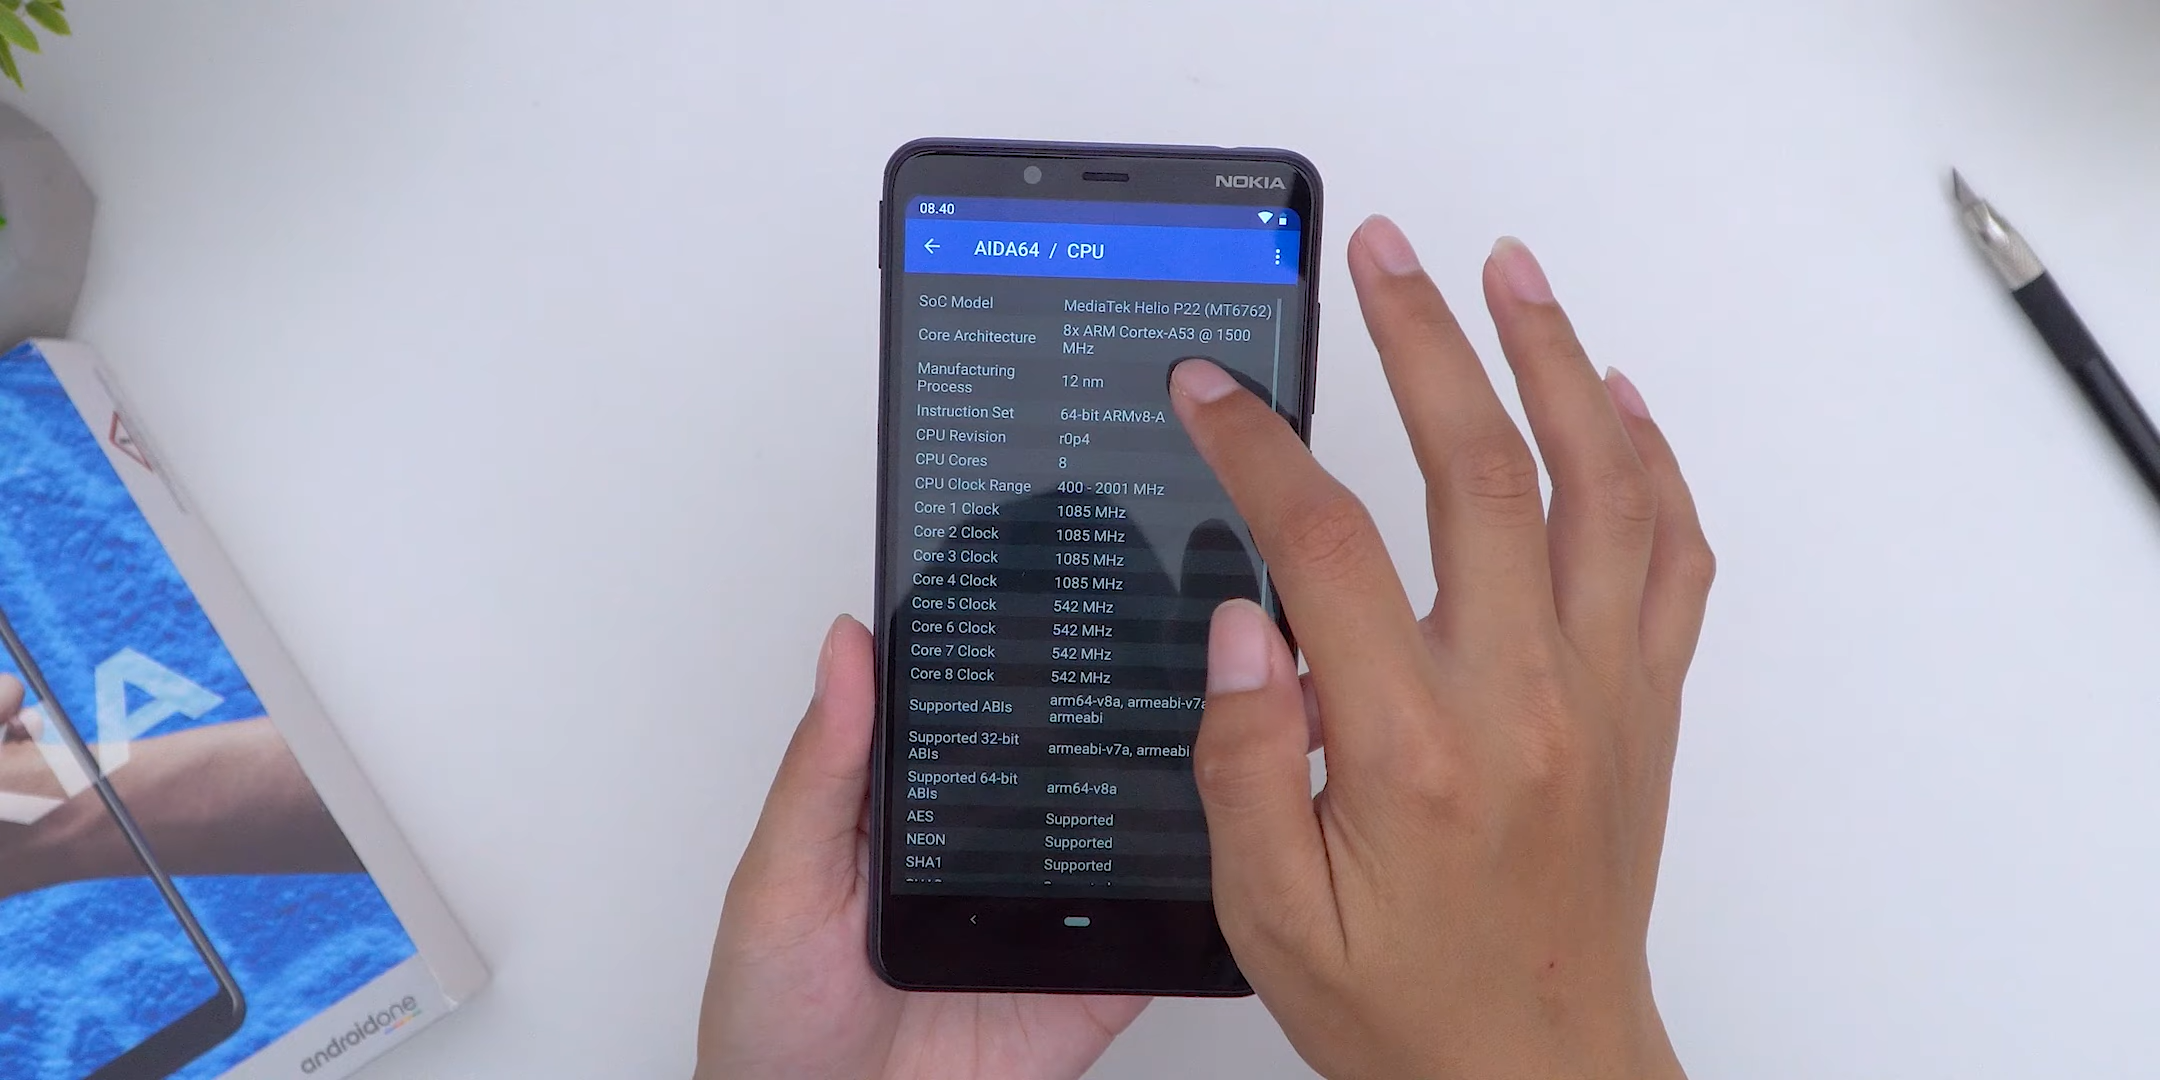 NOKIA
08.40
AIDA64 / CPU
SoC Model MediaTek Helio P22 (MT6762)
Core Architecture 8x ARM Cortex-A53 @ 1500
MHz
Manufacturing
Process 12 nm
Instruction Set 64-bit ARMv8-A
CPU Revision r0p4
CPU Cores 8
CPU Clock Range 400 - 2001 MHz
Core 1 Clock 1085 MHz
Core 2 Clock 1085 MHz
Core 3 Clock 1085 MHz
Core 4 Clock 1085 MHz
Core 5 Clock 542 MHz
Core 6 Clock 542 MHz
Core 7 Clock 542 MHz
Core 8 Clock 542 MHz
Supported ABIs arm64-v8a, armeabi-v7a
armeabi
Supported 32-bit
ABIs armeabi-v7a, armeabi
Supported 64-bit
ABIs arm64-v8a
AES Supported
NEON Supported
SHA1 Supported
androidone